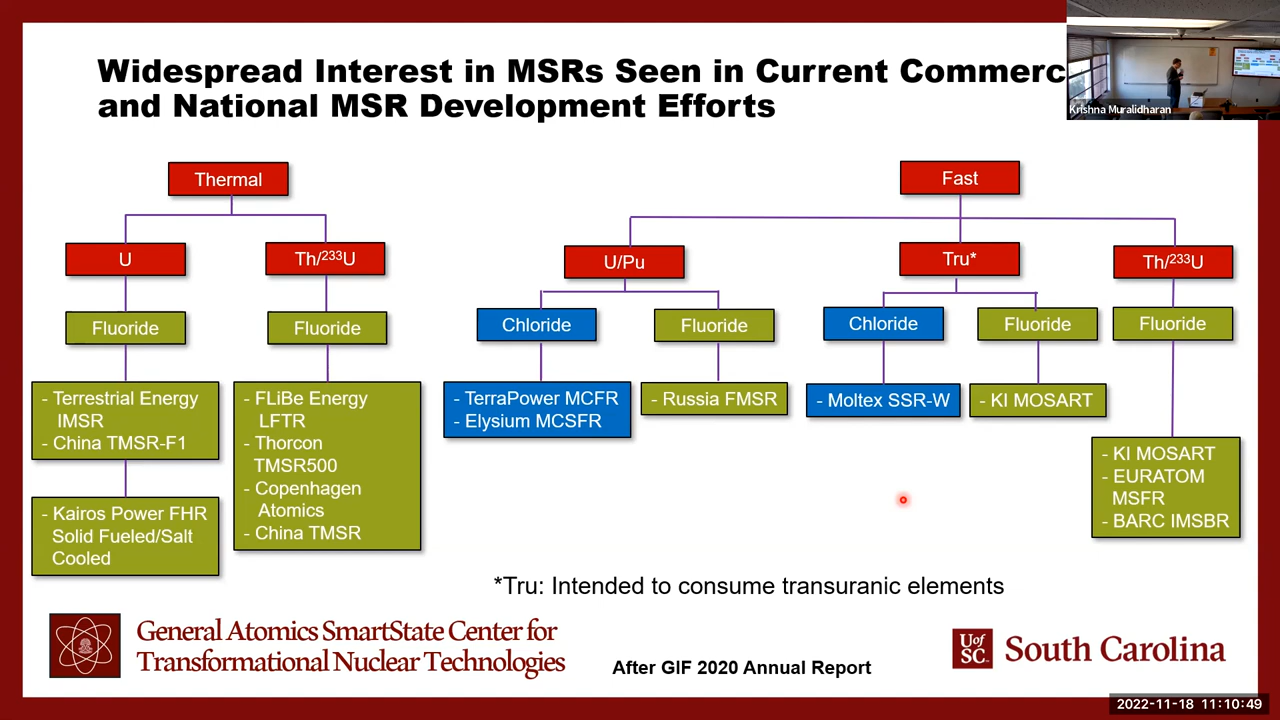 Widespread Interest in MSRs Seen in Current Commerc
and National MSR Development Efforts
Krishna Muralidharan
Thermal
Fast
U
Th/²³³U
U/Pu
Tru*
Th/²³³U
Fluoride
Fluoride
Chloride
Fluoride
Chloride
Fluoride
Fluoride
- Terrestrial Energy
IMSR
- China TMSR-F1
- Kairos Power FHR
Solid Fueled/Salt
Cooled
- FLiBe Energy
LFTR
- Thorcon
TMSR500
- Copenhagen
Atomics
- China TMSR
- TerraPower MCFR
- Elysium MCSFR
- Russia FMSR
- Moltex SSR-W
- KI MOSART
- KI MOSART
- EURATOM
MSFR
- BARC IMSBR
*Tru: Intended to consume transuranic elements
General Atomics SmartState Center for
Transformational Nuclear Technologies
After GIF 2020 Annual Report
U of
SC
South Carolina
2022-11-18 11:10:49